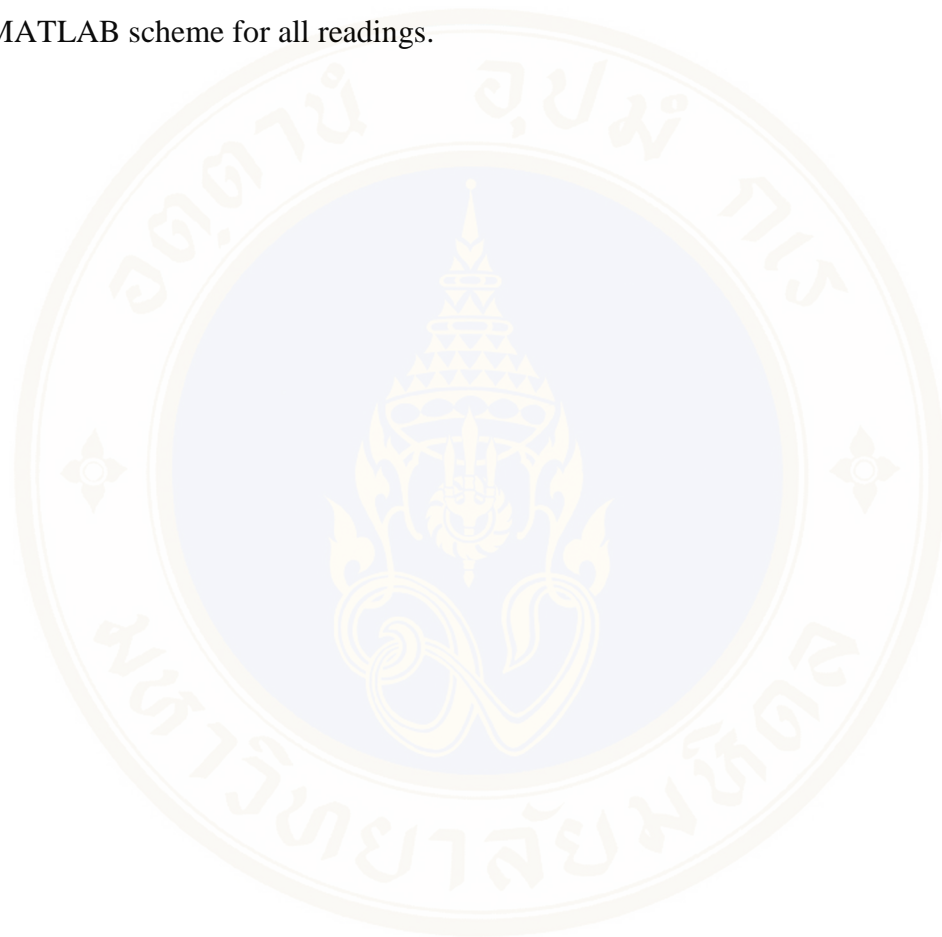 MATLAB scheme for all readings.
อตฺตานํ อุปมํ กเร
มหาวิทยาลัยมหิดล